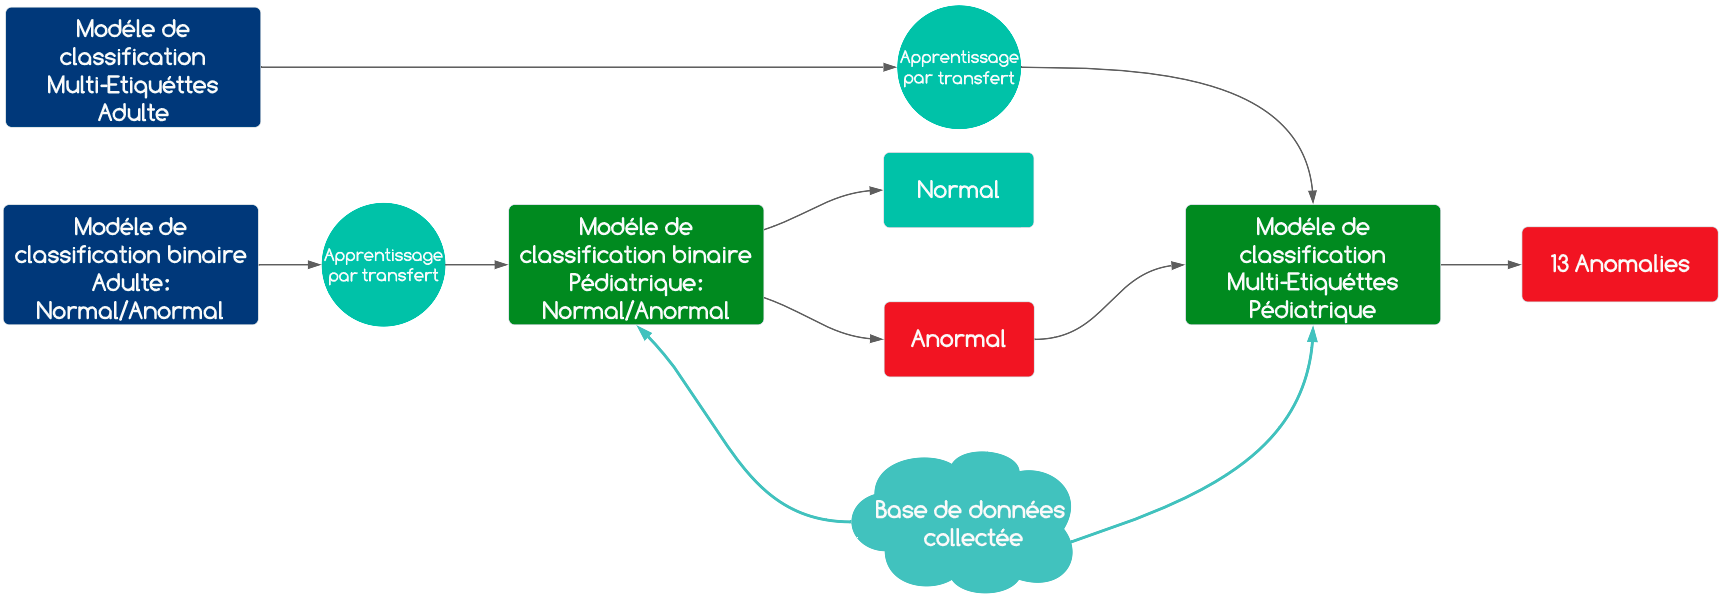 Modéle de
classification
Multi-Etiquéttes
Adulte
Apprentissage
par transfert
Normal
Modéle de
classification binaire
Adulte:
Normal/Anormal
Apprentissage
par transfert
Modéle de
classification binaire
Pédiatrique:
Normal/Anormal
Anormal
Modéle de
classification
Multi-Etiquéttes
Pédiatrique
13 Anomalies
Base de données
collectée